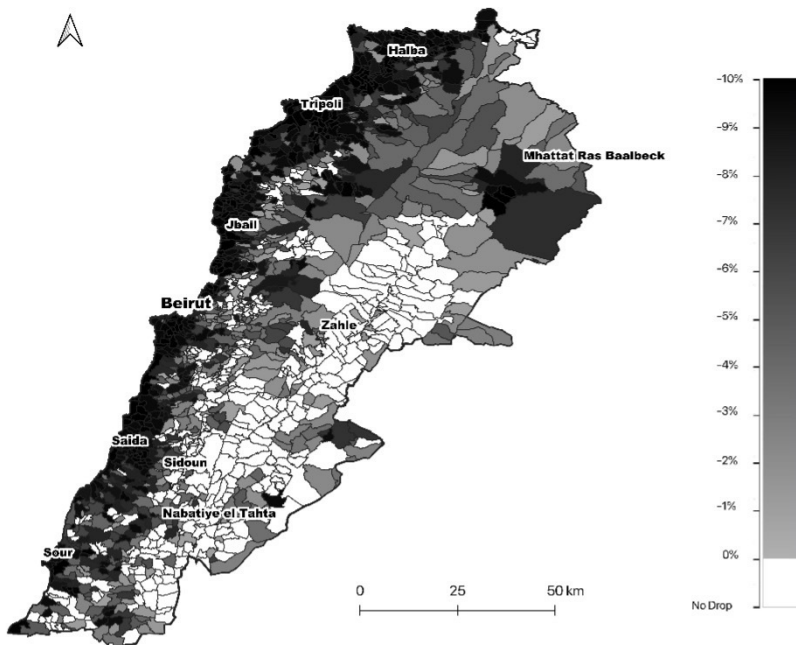 Halba
Tripoli
Mhattat Ras Baalbeck
Jbail
Beirut
Zahle
Saida
Sidoun
Nabatiye el Tahta
Sour
0 25 50 km
-10%
-9%
-8%
-7%
-6%
-5%
-4%
-3%
-2%
-1%
0%
No Drop